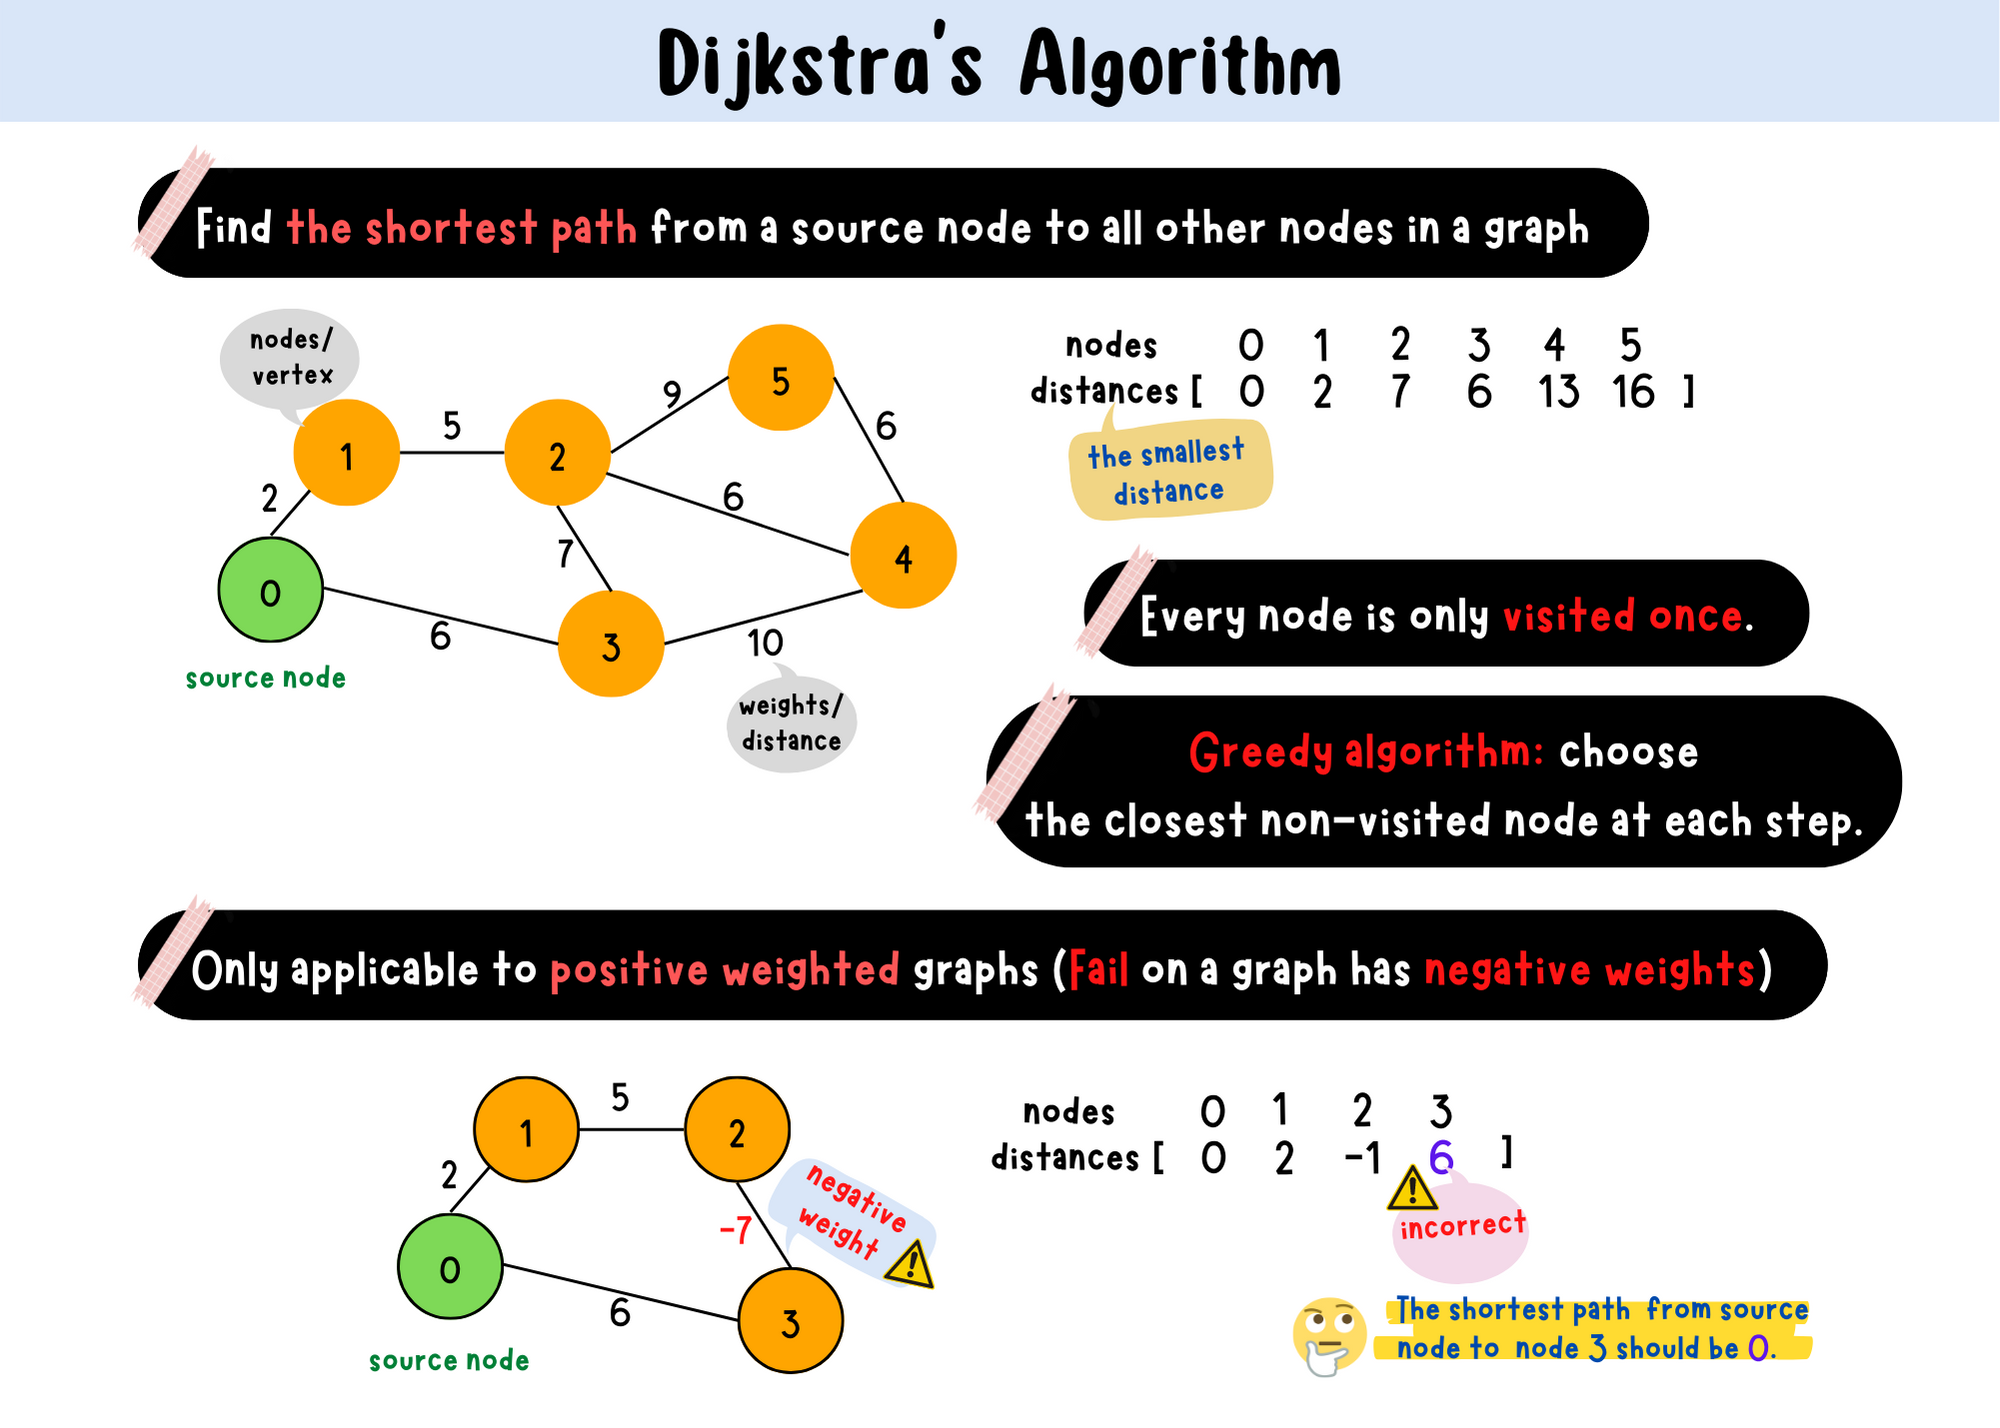 Dijkstra's Algorithm
Find the shortest path from a source node to all other nodes in a graph
nodes/
vertex
1
5
2
9
5
6
2
6
7
4
0
6
3
10
source node
weights/
distance
nodes 0 1 2 3 4 5
distances [ 0 2 7 6 13 16 ]
the smallest
distance
Every node is only visited once.
Greedy algorithm: choose
the closest non-visited node at each step.
Only applicable to positive weighted graphs (Fail on a graph has negative weights)
1
5
2
2
negative
weight
-7
0
6
3
source node
nodes 0 1 2 3
distances [ 0 2 -1 6 ]
incorrect
The shortest path from source
node to node 3 should be 0.